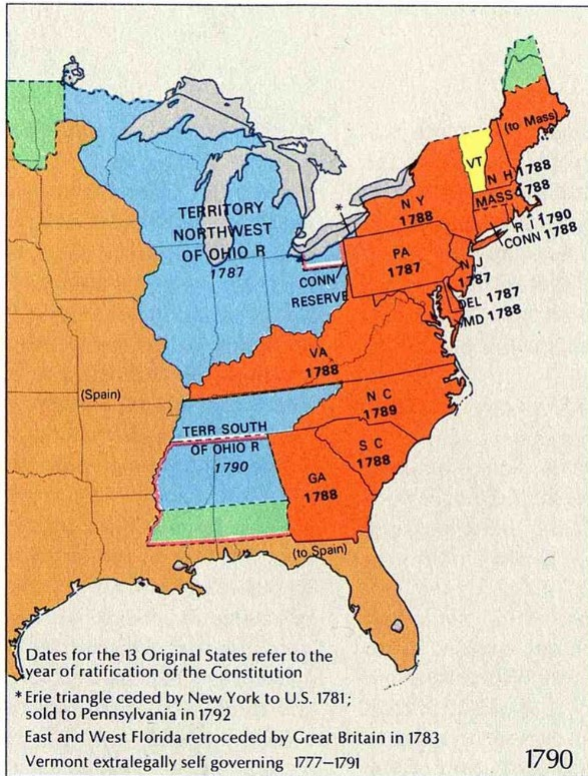 (to Mass)
VT
N H 1788
MASS 1788
R I 1790
CONN 1788
N Y
1788
*
TERRITORY
NORTHWEST
OF OHIO R
1787
CONN
RESERVE
PA
1787
N J
1787
DEL 1787
MD 1788
VA
1788
(Spain)
N C
1789
TERR SOUTH
OF OHIO R
1790
S C
1788
GA
1788
(to Spain)
Dates for the 13 Original States refer to the
year of ratification of the Constitution
* Erie triangle ceded by New York to U.S. 1781;
sold to Pennsylvania in 1792
East and West Florida retroceded by Great Britain in 1783
Vermont extralegally self governing 1777–1791
1790